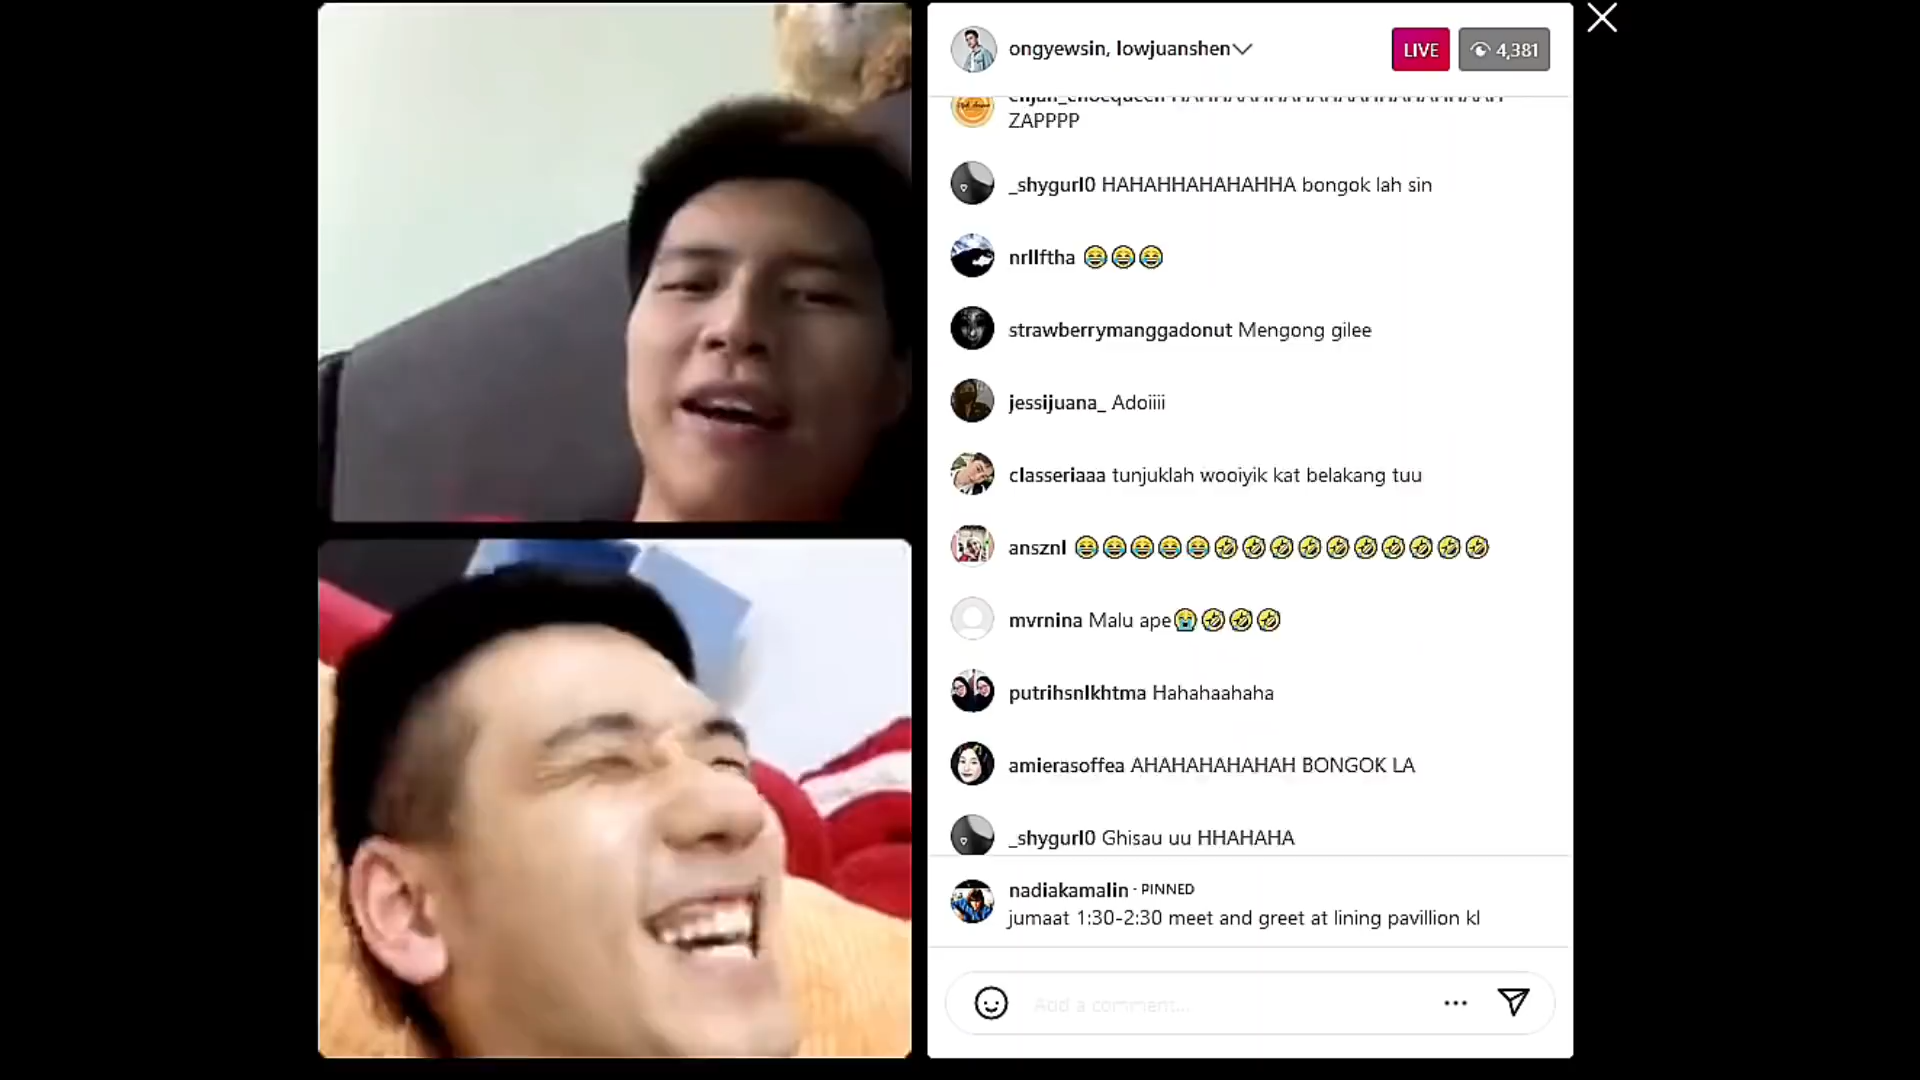 ongyewsin, lowjuanshen
LIVE
4,381
ZAPPPP
_shygurl0 HAHAHHAHAHAHHA bongok lah sin
nrllftha 😂😂😂
strawberrymanggadonut Mengong gilee
jessijuana_ Adoiiii
classeriaaa tunjuklah wooiyik kat belakang tuu
ansznl 😂😂😂😂😂🤣🤣🤣🤣🤣🤣🤣🤣🤣🤣
mvrnina Malu ape😭🤣🤣🤣
putrihsnlkhtma Hahahaahaha
amierasoffea AHAHAHAHAHAH BONGOK LA
_shygurl0 Ghisau uu HHAHAHA
nadiakamalin · PINNED
jumaat 1:30-2:30 meet and greet at lining pavillion kl
Add a comment...